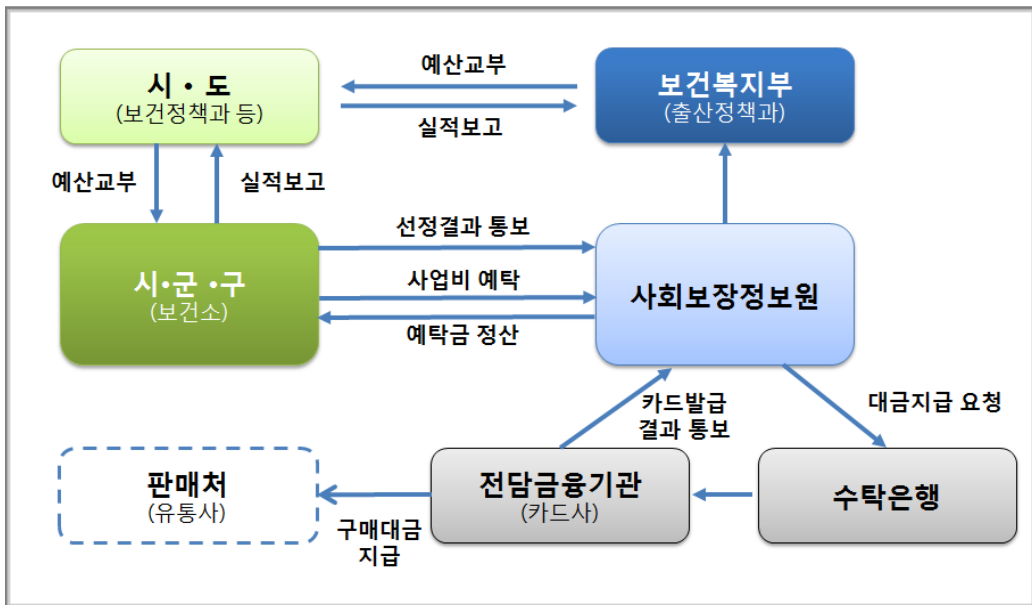 시・도
(보건정책과 등)
예산교부
실적보고
보건복지부
(출산정책과)
예산교부
실적보고
시・군・구
(보건소)
선정결과 통보
사업비 예탁
예탁금 정산
사회보장정보원
카드발급
결과 통보
대금지급 요청
판매처
(유통사)
구매대금
지급
전담금융기관
(카드사)
수탁은행